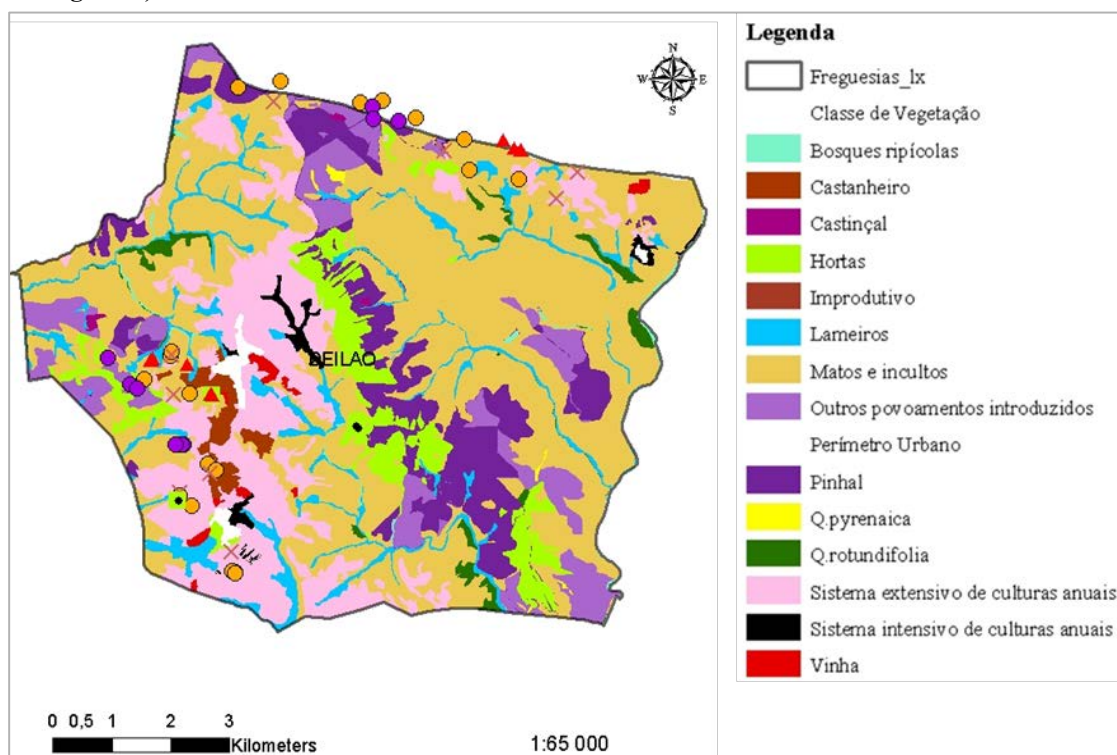 N
W E
S
DEILAO
0 0,5 1 2 3
Kilometers
1:65 000
Legenda
Freguesias_lx
Classe de Vegetação
Bosques ripícolas
Castanheiro
Castinçal
Hortas
Improdutivo
Lameiros
Matos e incultos
Outros povoamentos introduzidos
Perímetro Urbano
Pinhal
Q.pyrenaica
Q.rotundifolia
Sistema extensivo de culturas anuais
Sistema intensivo de culturas anuais
Vinha